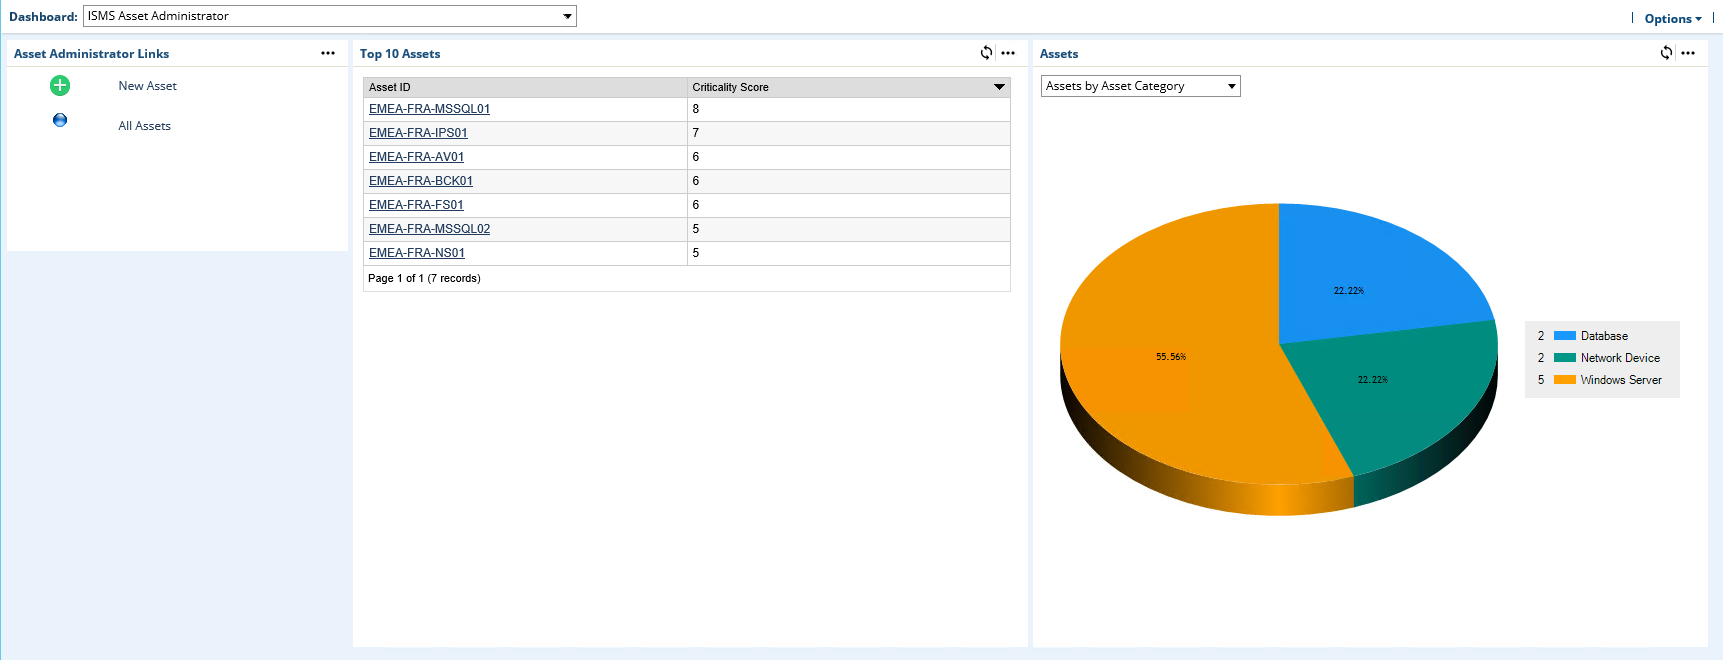 Dashboard: ISMS Asset Administrator
Options
Asset Administrator Links
New Asset
All Assets
Top 10 Assets
Asset ID Criticality Score
EMEA-FRA-MSSQL01 8
EMEA-FRA-IPS01 7
EMEA-FRA-AV01 6
EMEA-FRA-BCK01 6
EMEA-FRA-FS01 6
EMEA-FRA-MSSQL02 5
EMEA-FRA-NS01 5
Page 1 of 1 (7 records)
Assets
Assets by Asset Category
22.22%
55.56%
22.22%
2 Database
2 Network Device
5 Windows Server